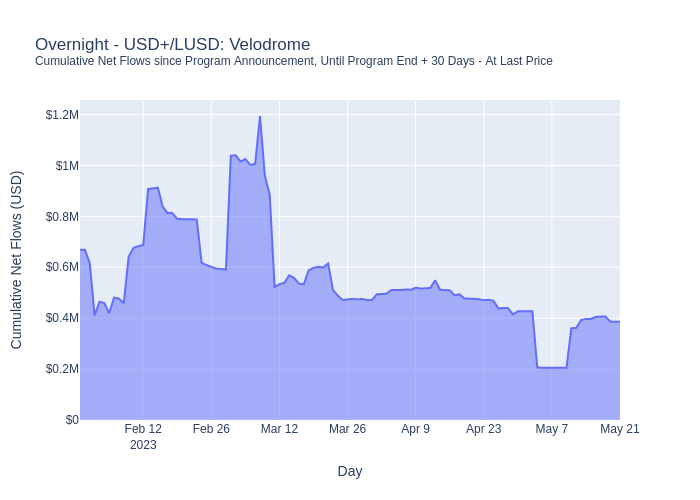 Overnight - USD+/LUSD: Velodrome
Cumulative Net Flows since Program Announcement, Until Program End + 30 Days - At Last Price
Cumulative Net Flows (USD)
$1.2M
$1M
$0.8M
$0.6M
$0.4M
$0.2M
$0
Feb 12 Feb 26 Mar 12 Mar 26 Apr 9 Apr 23 May 7 May 21
2023
Day